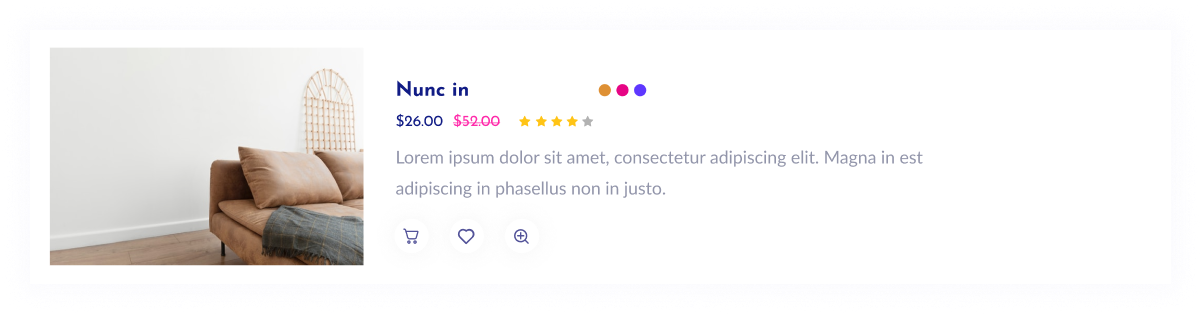 Nunc in
$26.00 $52.00
Lorem ipsum dolor sit amet, consectetur adipiscing elit. Magna in est
adipiscing in phasellus non in justo.